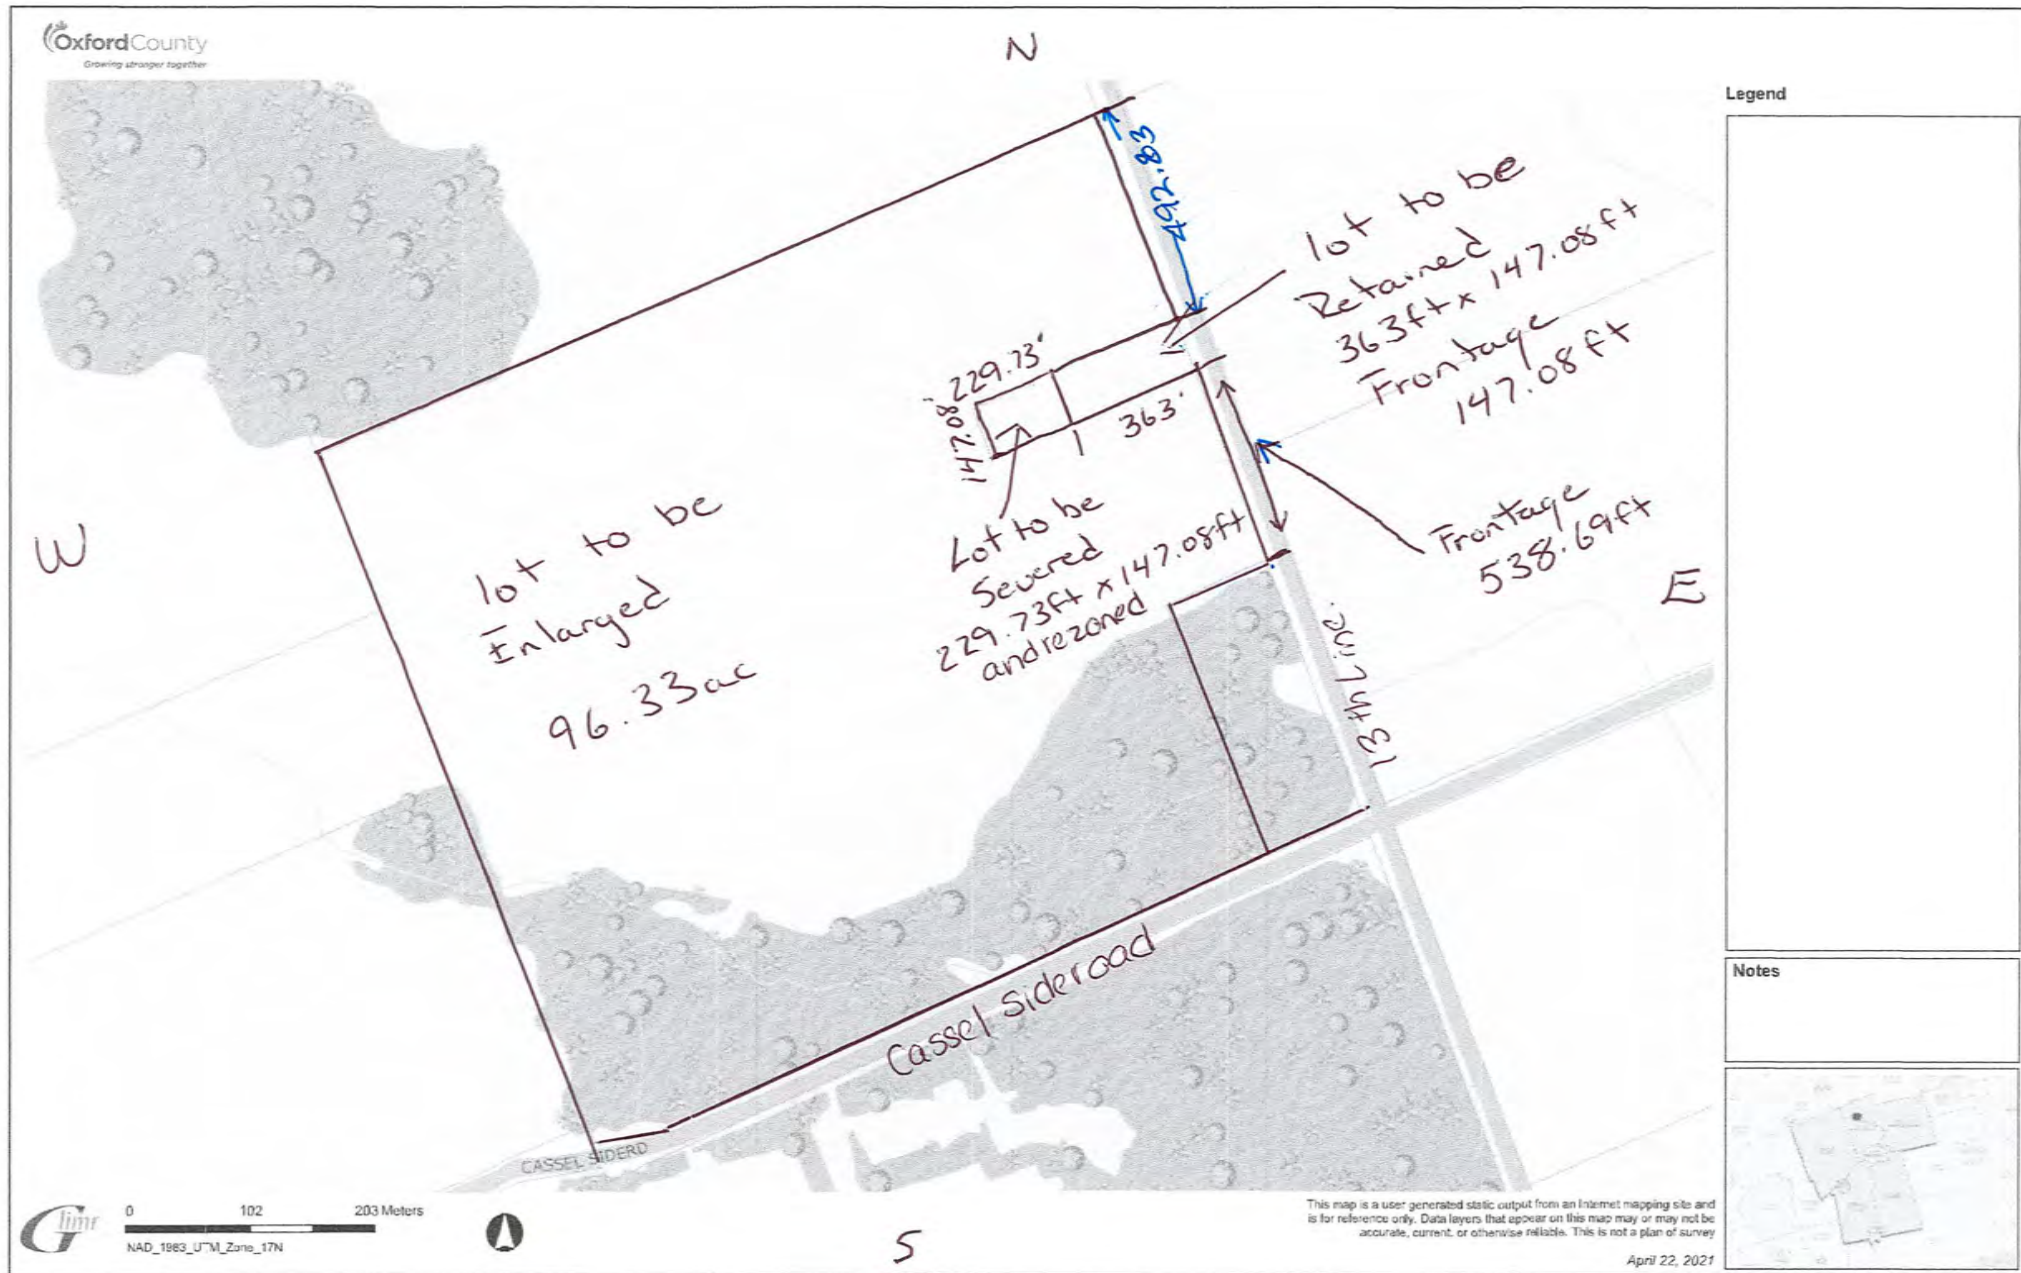 OxfordCounty
Growing stronger together
N
Legend
492.83
lot to be
Retained
363ft x 147.08ft
Frontage
147.08ft
229.73'
147.08'
363'
W
lot to be
Enlarged
96.33ac
Lot to be
Severed
229.73ft x 147.08ft
and rezoned
Frontage
538.69ft
E
13th Line.
Cassel Sideroad
CASSEL SIDERD
Notes
0 102 203 Meters
NAD_1983_UTM_Zone_17N
S
This map is a user generated static output from an Internet mapping site and
is for reference only. Data layers that appear on this map may or may not be
accurate, current, or otherwise reliable. This is not a plan of survey
April 22, 2021